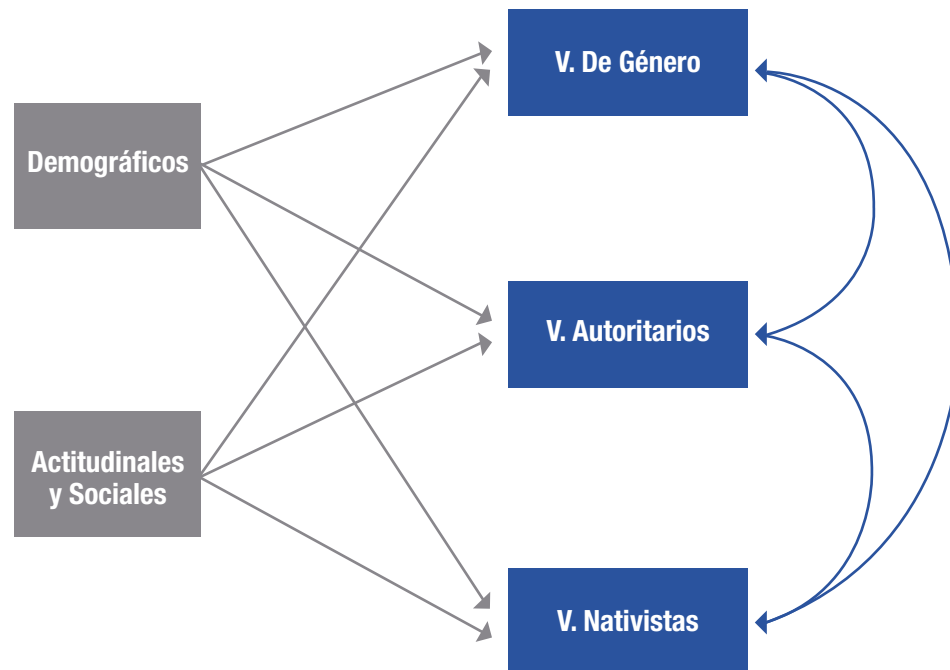 V. De Género
Demográficos
V. Autoritarios
Actitudinales
y Sociales
V. Nativistas